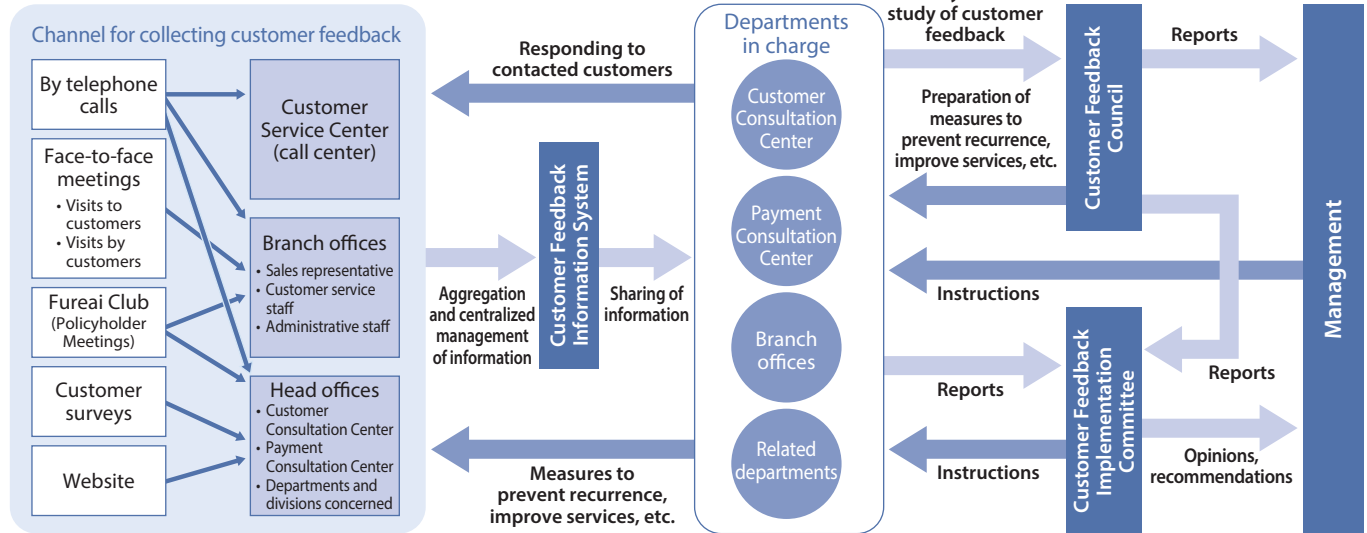 Channel for collecting customer feedback
By telephone
calls
Face-to-face
meetings
• Visits to
customers
• Visits by
customers
Fureai Club
(Policyholder
Meetings)
Customer
surveys
Website
Customer
Service Center
(call center)
Branch offices
• Sales representative
• Customer service
staff
• Administrative staff
Head offices
• Customer
Consultation Center
• Payment
Consultation Center
• Departments and
divisions concerned
Responding to
contacted customers
Aggregation
and centralized
management
of information
Customer Feedback
Information System
Sharing of
information
Measures to
prevent recurrence,
improve services, etc.
Departments
in charge
Customer
Consultation
Center
Payment
Consultation
Center
Branch
offices
Related
departments
study of customer
feedback
Preparation of
measures to
prevent recurrence,
improve services, etc.
Instructions
Reports
Instructions
Customer Feedback
Council
Customer Feedback
Implementation
Committee
Reports
Reports
Opinions,
recommendations
Management